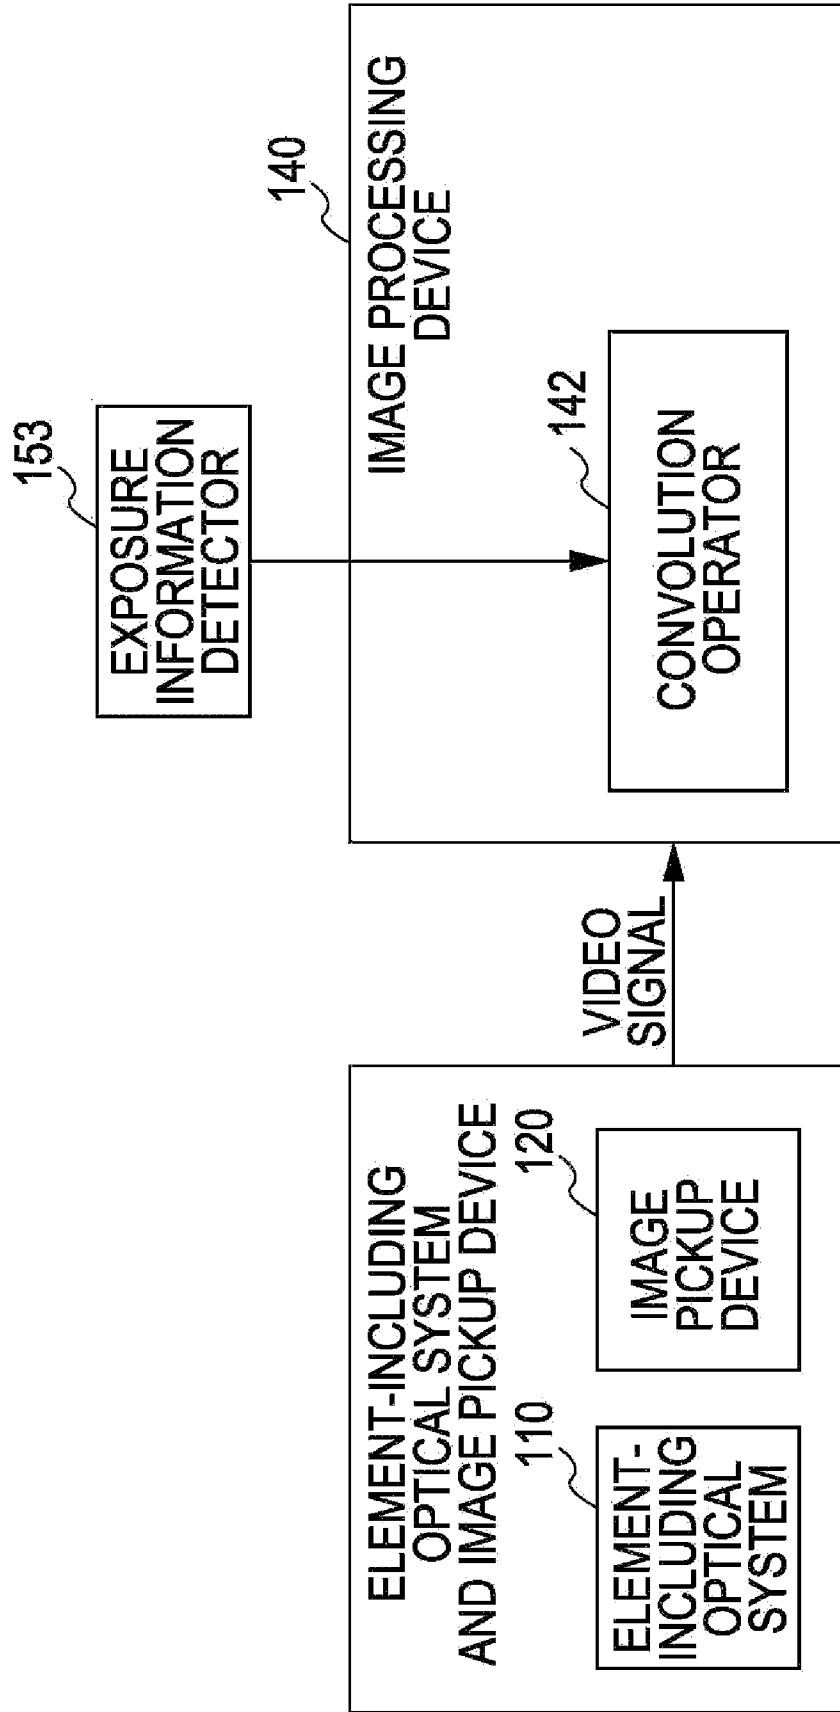 153
EXPOSURE
INFORMATION
DETECTOR
140
IMAGE PROCESSING
DEVICE
142
CONVOLUTION
OPERATOR
VIDEO
SIGNAL
ELEMENT-INCLUDING
OPTICAL SYSTEM
AND IMAGE PICKUP DEVICE
110
ELEMENT-
INCLUDING
OPTICAL
SYSTEM
120
IMAGE
PICKUP
DEVICE